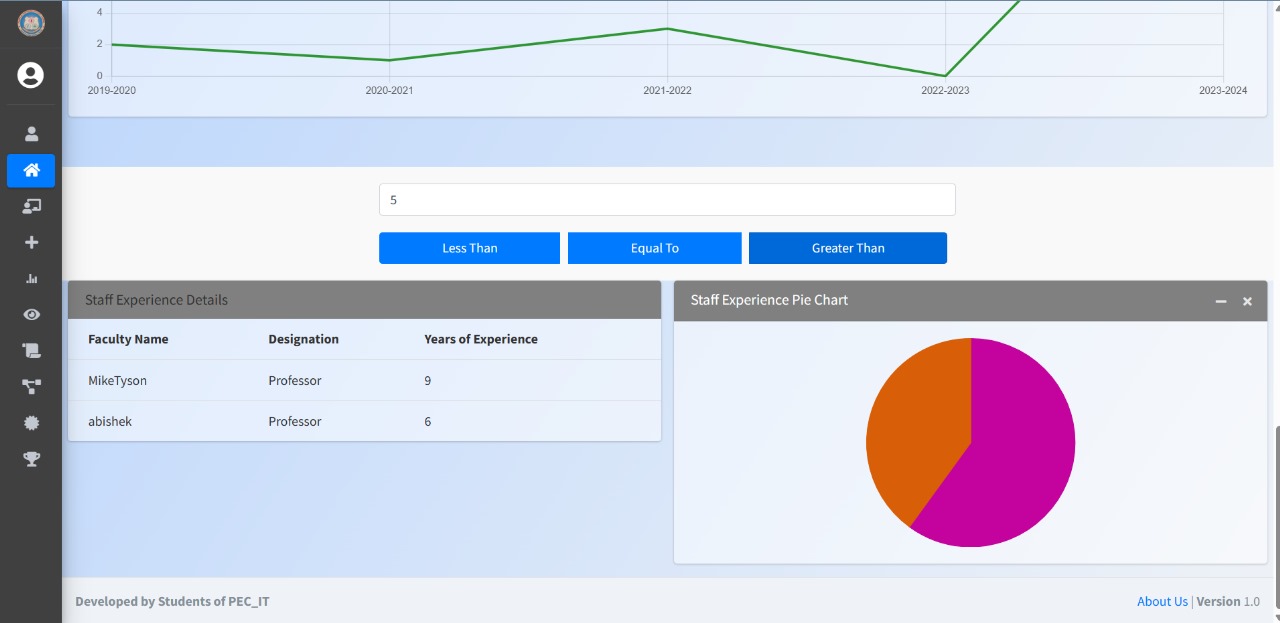 4
2
0
2019-2020 2020-2021 2021-2022 2022-2023 2023-2024
5
Less Than Equal To Greater Than
Staff Experience Details
Faculty Name Designation Years of Experience
MikeTyson Professor 9
abishek Professor 6
Staff Experience Pie Chart
Developed by Students of PEC_IT
About Us | Version 1.0